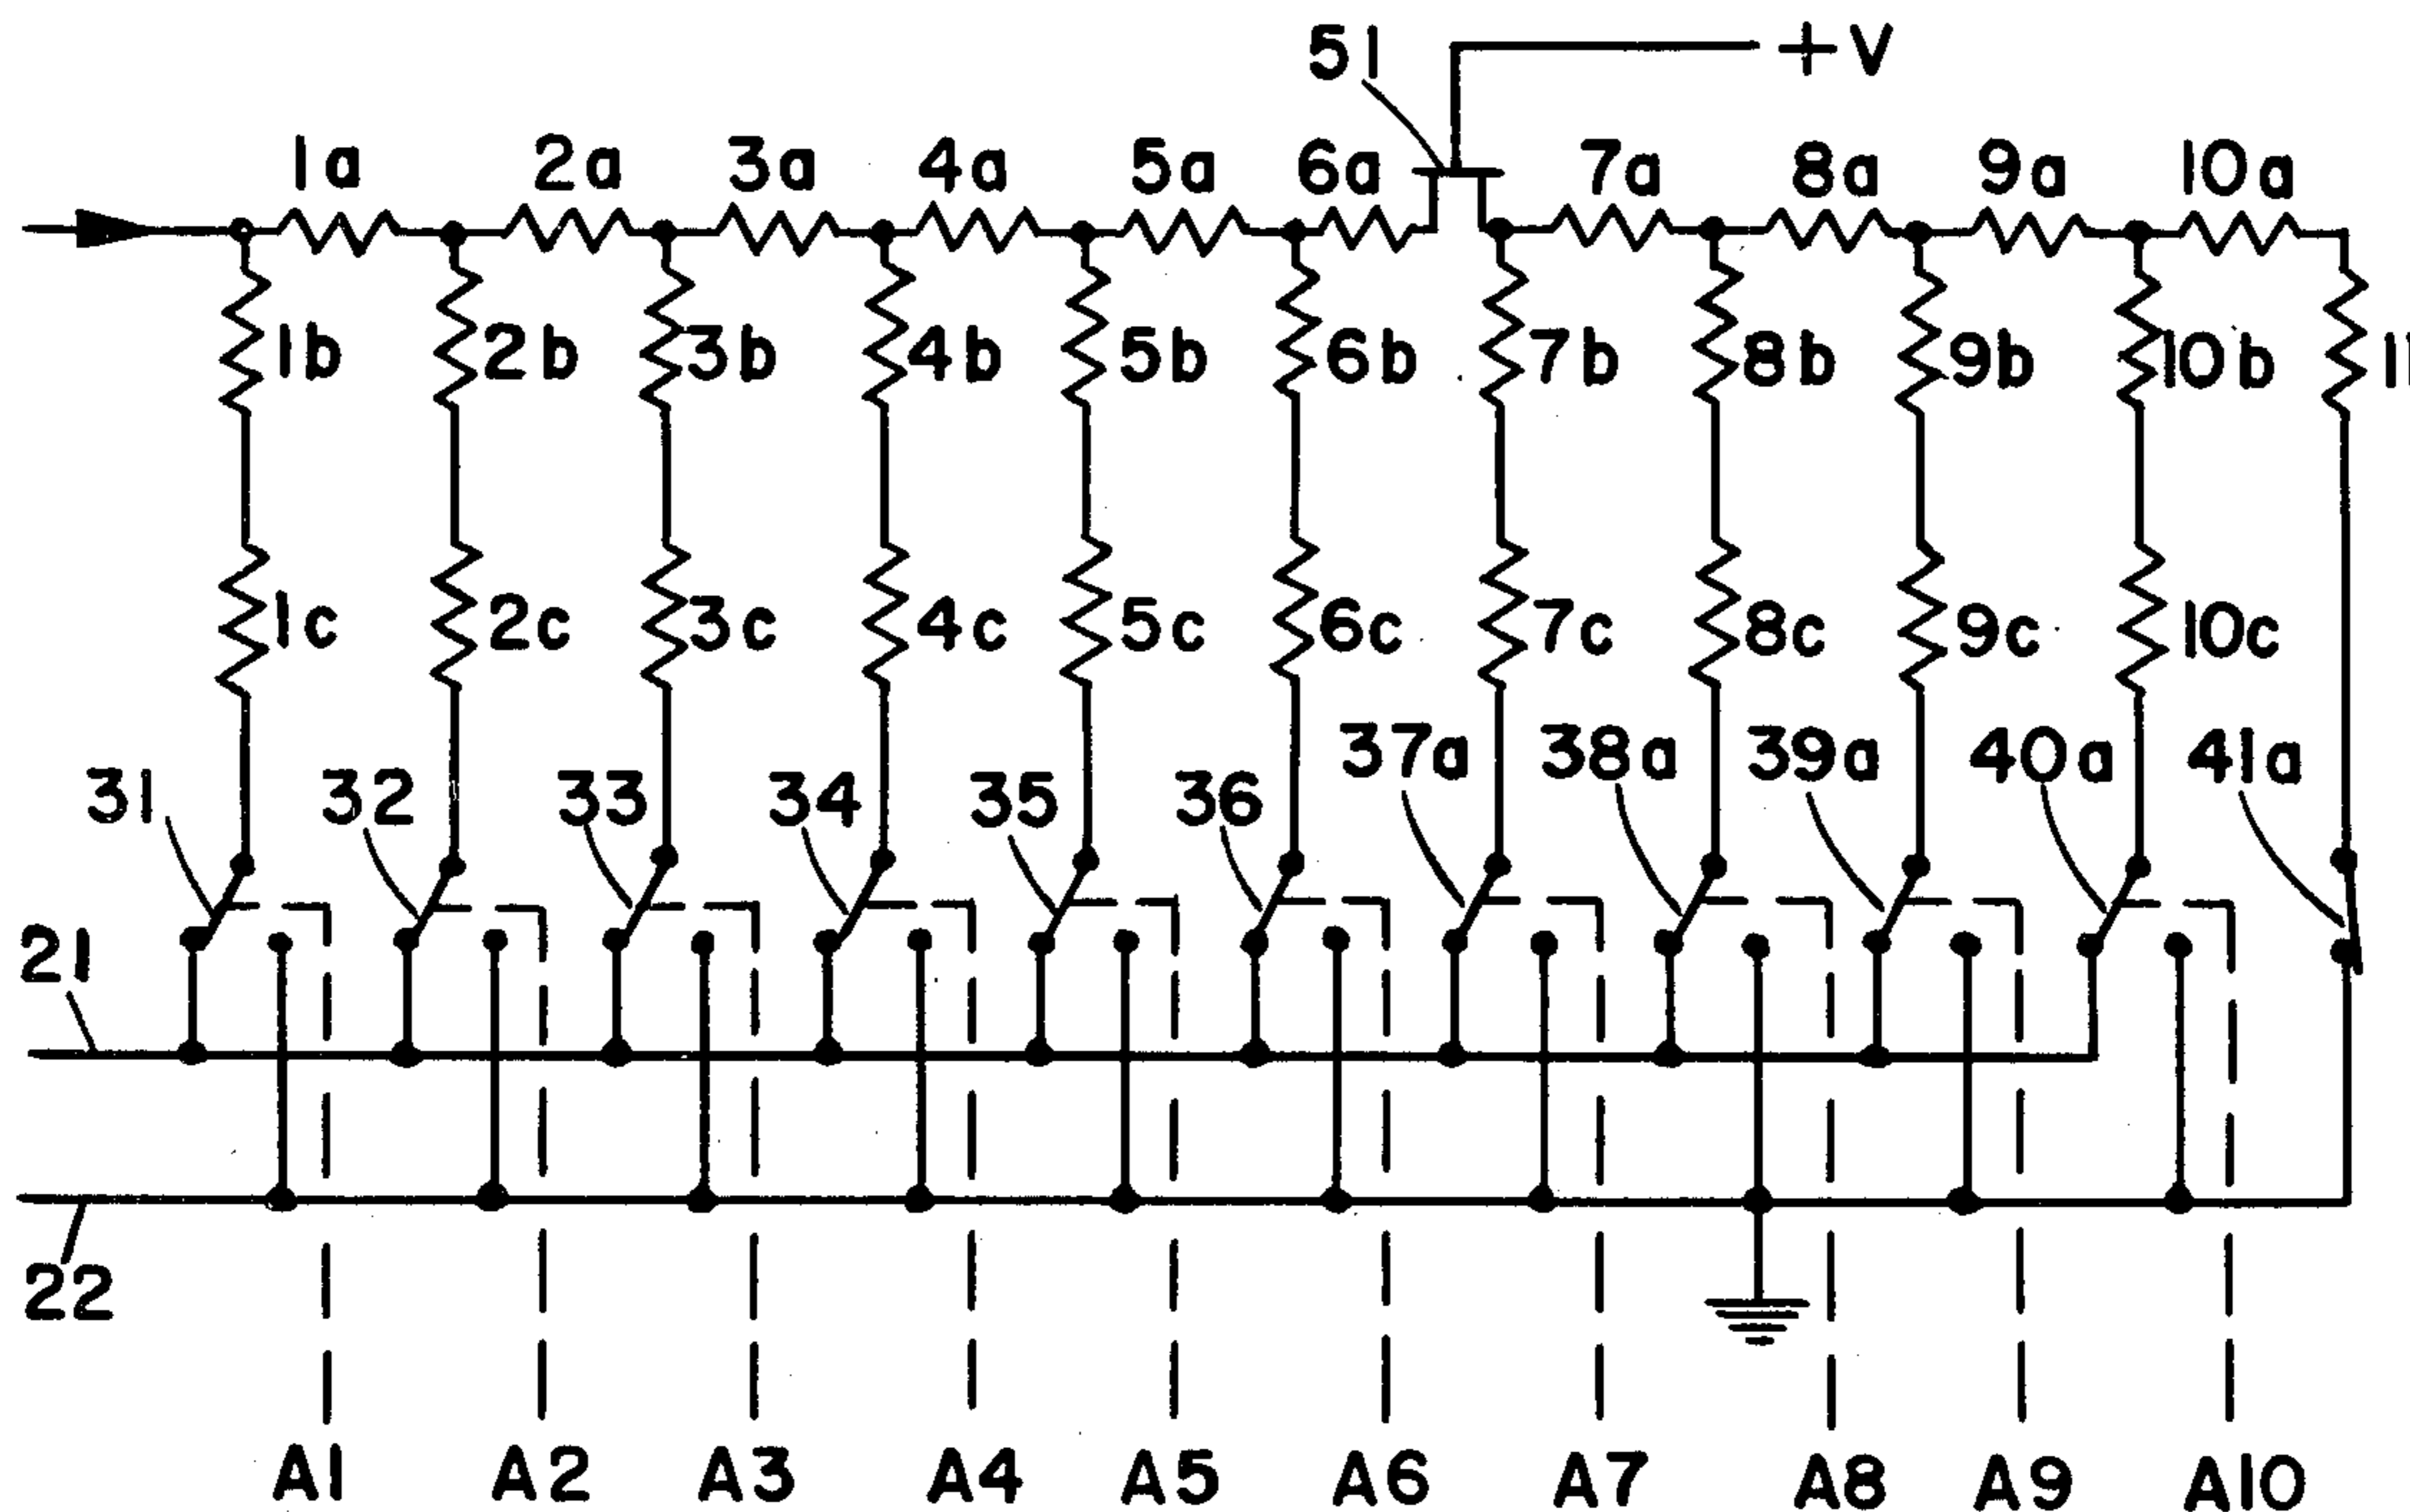 51 +V
1a 2a 3a 4a 5a 6a 7a 8a 9a 10a
1b 2b 3b 4b 5b 6b 7b 8b 9b 10b 11
1c 2c 3c 4c 5c 6c 7c 8c 9c 10c
31 32 33 34 35 36 37a 38a 39a 40a 41a
21
22
A1 A2 A3 A4 A5 A6 A7 A8 A9 A10